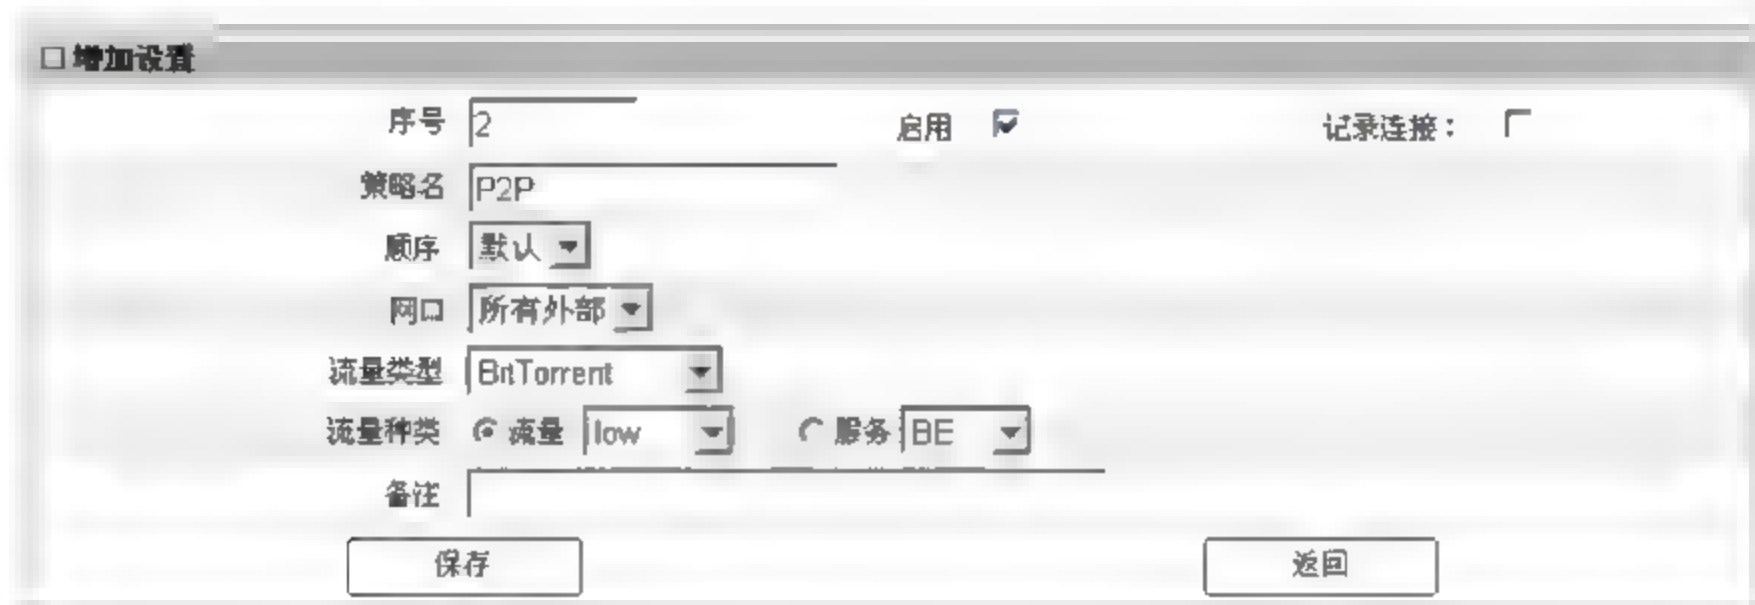 增加设置
序号 2 启用 记录连接：
策略名 P2P
顺序 默认
网口 所有外部
流量类型 BitTorrent
流量种类 流量 low 服务 BE
备注
保存 返回